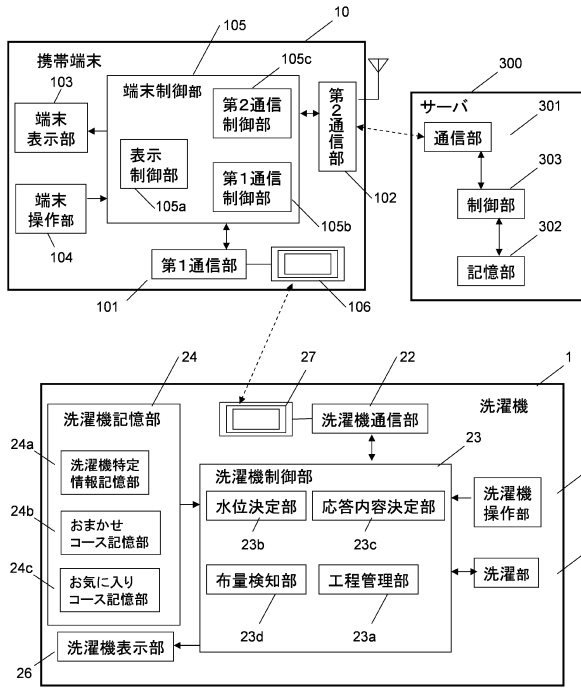 105
10
携帯端末
103
端末
表示部
端末制御部
105c
第2通信
制御部
表示
制御部
105a
第1通信
制御部
105b
端末
操作部
104
第2通信部
102
101
第1通信部
106
300
サーバ
301
通信部
303
制御部
302
記憶部
24
27
22
1
洗濯機
洗濯機記憶部
24a
洗濯機特定
情報記憶部
24b
おまかせ
コース記憶部
24c
お気に入り
コース記憶部
洗濯機通信部
23
洗濯機制御部
水位決定部
23b
応答内容決定部
23c
布量検知部
23d
工程管理部
23a
洗濯機
操作部
洗濯部
洗濯機表示部
26